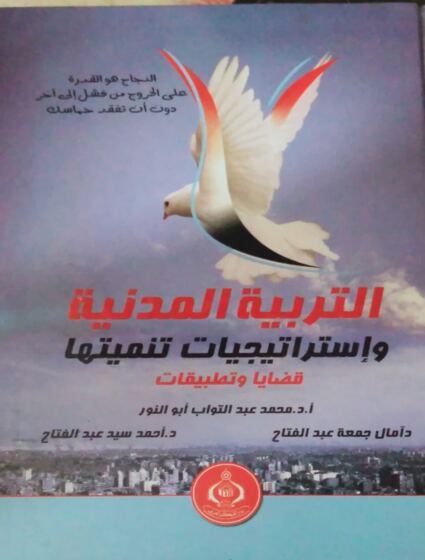 النجاح هو القدرة
على الخروج من فشل إلى آخر
دون أن تفقد حماسك
التربية المدنية
وإستراتيجيات تنميتها
قضايا وتطبيقات
أ.د.محمد عبد التواب أبو النور
د.أمال جمعة عبد الفتاح
د.أحمد سيد عبد الفتاح